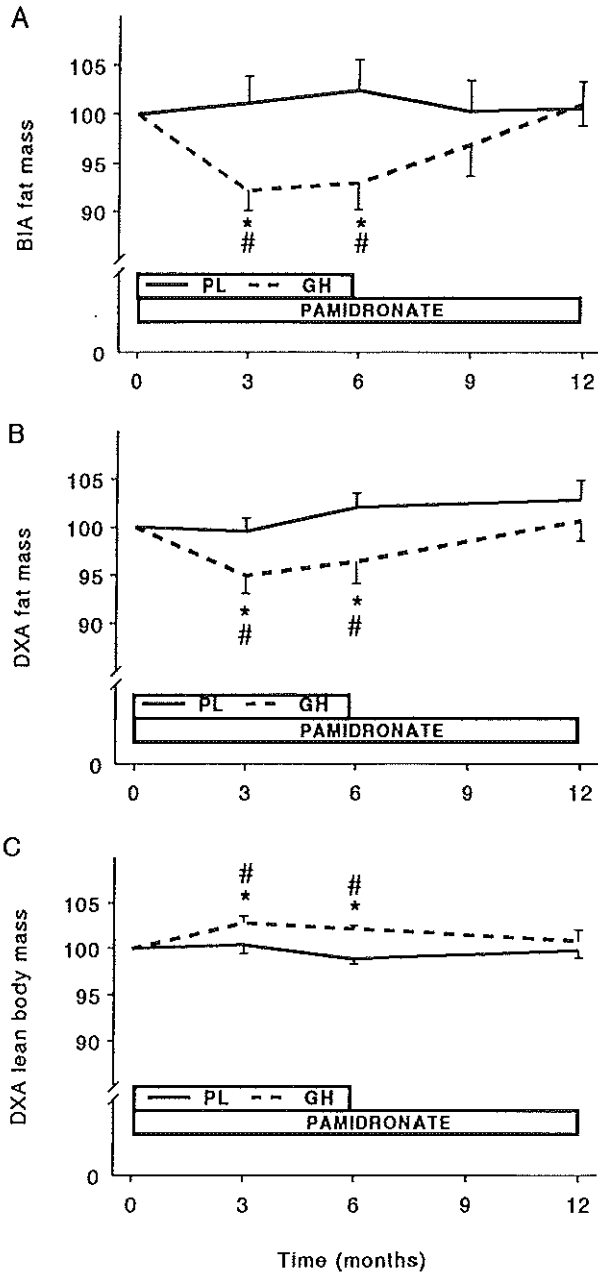 A
105
100
95
90
BIA fat mass
*
#
*
#
PL GH
PAMIDRONATE
0
0 3 6 9 12
B
105
100
95
90
DXA fat mass
*
#
*
#
PL GH
PAMIDRONATE
0
0 3 6 9 12
C
#
*
#
*
105
100
95
90
DXA lean body mass
PL GH
PAMIDRONATE
0
0 3 6 9 12
Time (months)